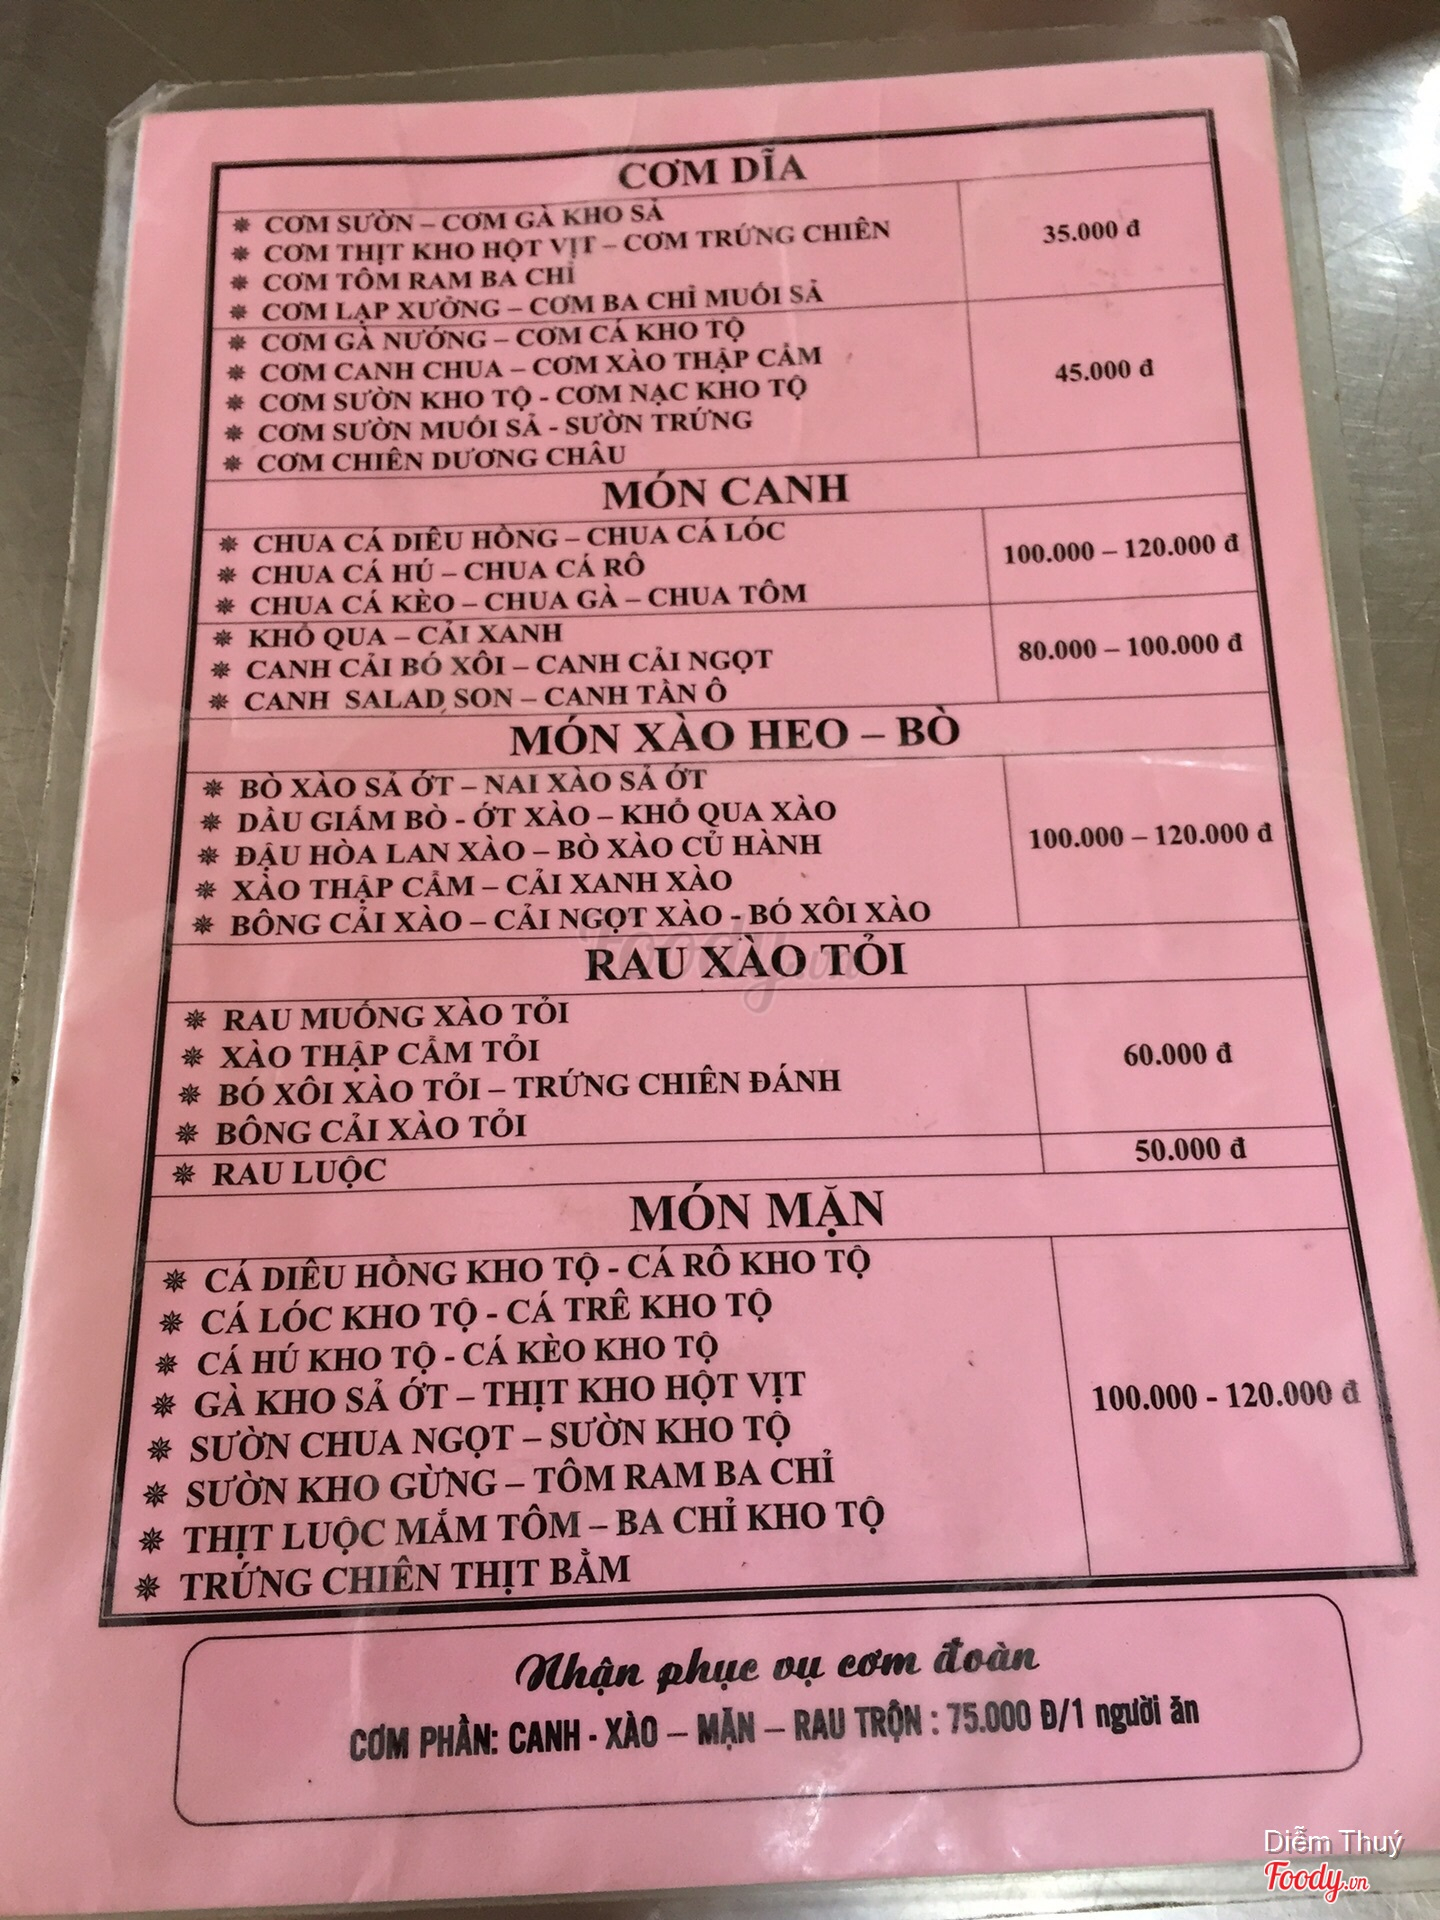 CƠM DĨA
❋ CƠM SƯỜN – CƠM GÀ KHO SẢ
❋ CƠM THỊT KHO HỘT VỊT – CƠM TRỨNG CHIÊN
35.000 đ
❋ CƠM TÔM RAM BA CHỈ
❋ CƠM LẠP XƯỞNG – CƠM BA CHỈ MUỐI SẢ
❋ CƠM GÀ NƯỚNG – CƠM CÁ KHO TỘ
❋ CƠM CANH CHUA – CƠM XÀO THẬP CẨM
45.000 đ
❋ CƠM SƯỜN KHO TỘ - CƠM NẠC KHO TỘ
❋ CƠM SƯỜN MUỐI SẢ - SƯỜN TRỨNG
❋ CƠM CHIÊN DƯƠNG CHÂU
MÓN CANH
❋ CHUA CÁ DIÊU HỒNG – CHUA CÁ LÓC
❋ CHUA CÁ HÚ – CHUA CÁ RÔ
100.000 – 120.000 đ
❋ CHUA CÁ KÈO – CHUA GÀ – CHUA TÔM
❋ KHỔ QUA – CẢI XANH
❋ CANH CẢI BÓ XÔI – CANH CẢI NGỌT
80.000 – 100.000 đ
❋ CANH SALAD SON – CANH TẦN Ô
MÓN XÀO HEO – BÒ
❋ BÒ XÀO SẢ ỚT – NAI XÀO SẢ ỚT
❋ DẦU GIẤM BÒ - ỚT XÀO – KHỔ QUA XÀO
❋ ĐẬU HÒA LAN XÀO – BÒ XÀO CỦ HÀNH
100.000 – 120.000 đ
❋ XÀO THẬP CẨM – CẢI XANH XÀO
❋ BÔNG CẢI XÀO – CẢI NGỌT XÀO - BÓ XÔI XÀO
RAU XÀO TỎI
❋ RAU MUỐNG XÀO TỎI
❋ XÀO THẬP CẨM TỎI
60.000 đ
❋ BÓ XÔI XÀO TỎI – TRỨNG CHIÊN ĐÁNH
❋ BÔNG CẢI XÀO TỎI
❋ RAU LUỘC
50.000 đ
MÓN MẶN
❋ CÁ DIÊU HỒNG KHO TỘ - CÁ RÔ KHO TỘ
❋ CÁ LÓC KHO TỘ - CÁ TRÊ KHO TỘ
❋ CÁ HÚ KHO TỘ - CÁ KÈO KHO TỘ
❋ GÀ KHO SẢ ỚT – THỊT KHO HỘT VỊT
100.000 - 120.000 đ
❋ SƯỜN CHUA NGỌT – SƯỜN KHO TỘ
❋ SƯỜN KHO GỪNG – TÔM RAM BA CHỈ
❋ THỊT LUỘC MẮM TÔM – BA CHỈ KHO TỘ
❋ TRỨNG CHIÊN THỊT BẰM
Nhận phục vụ cơm đoàn
CƠM PHẦN: CANH - XÀO – MẶN – RAU TRỘN : 75.000 Đ/1 người ăn
Foody.vn
Diễm Thuý
Foody.vn